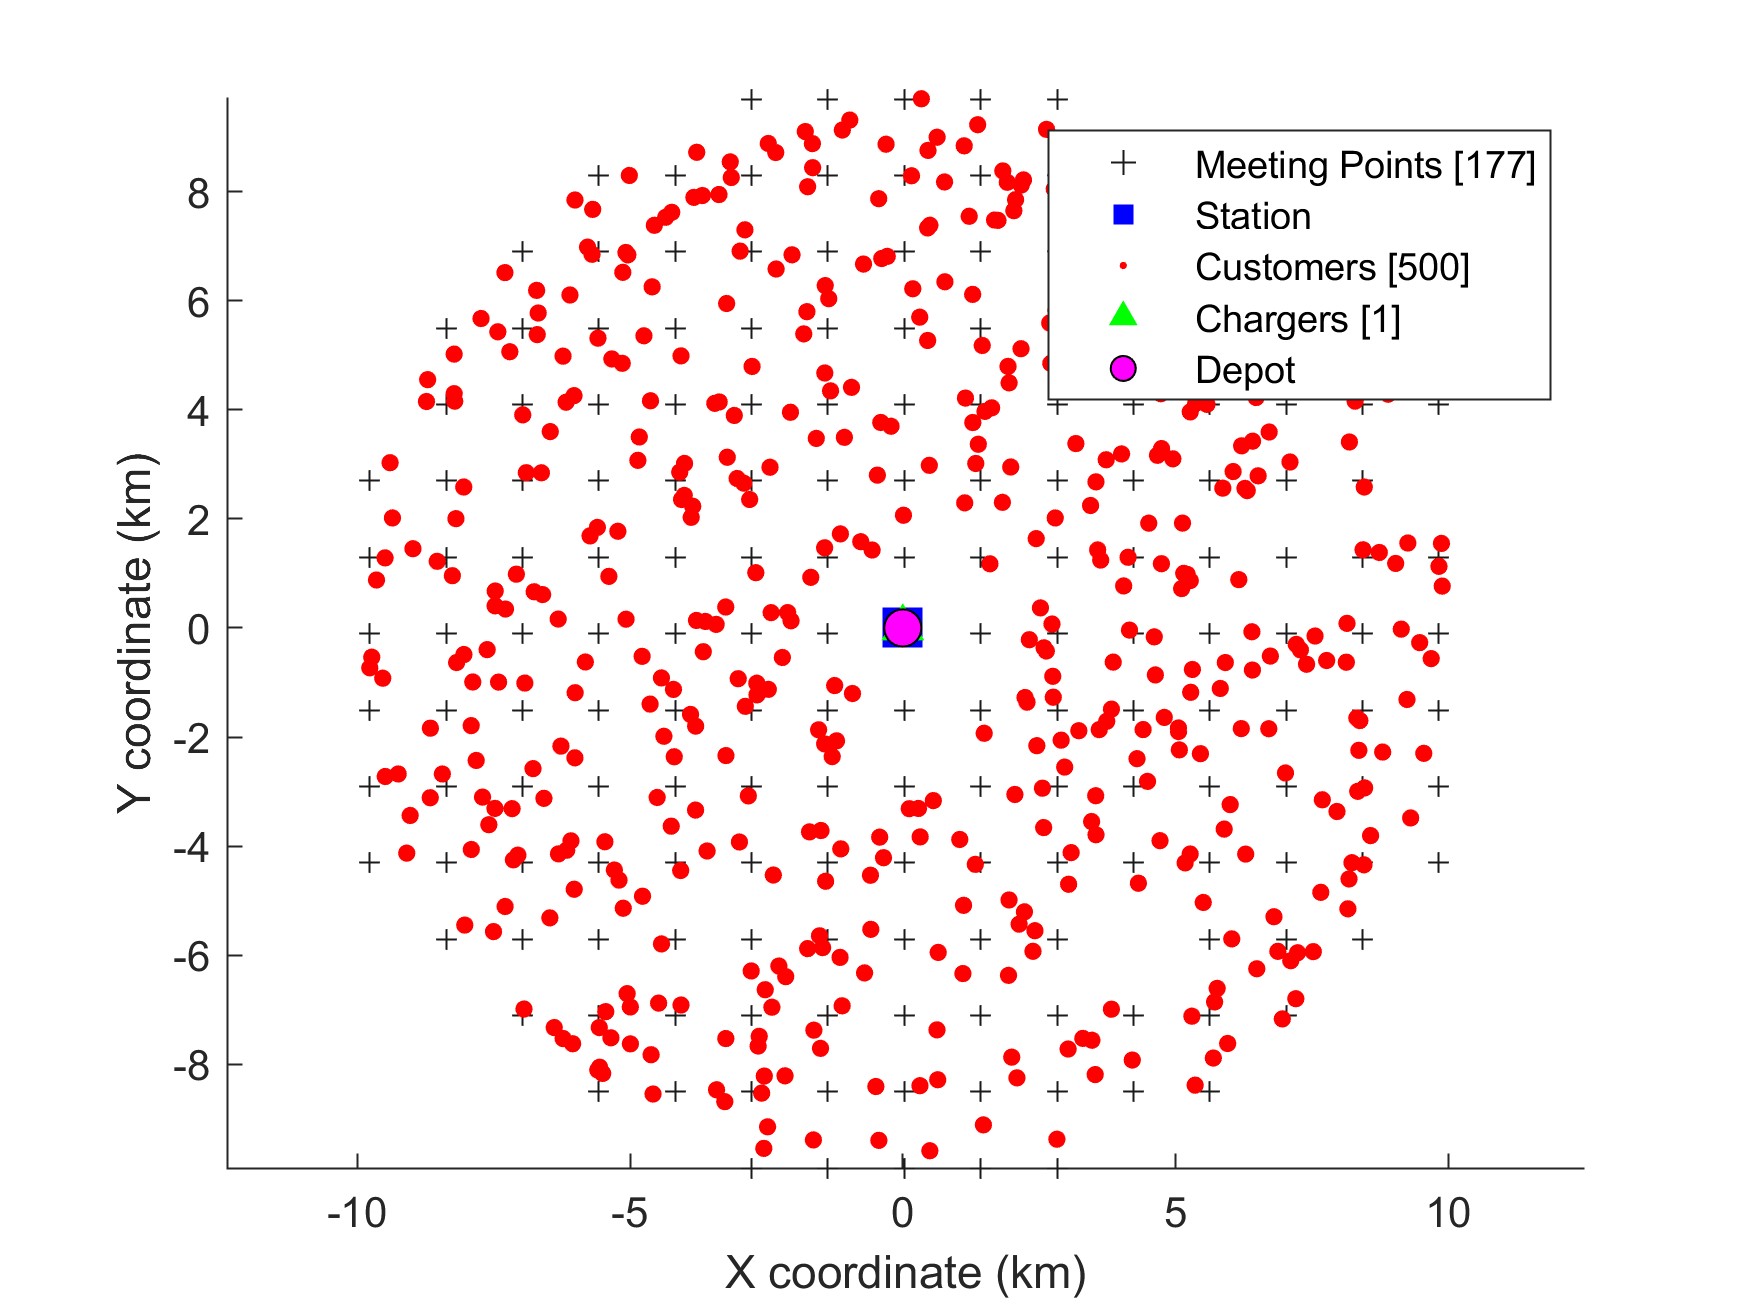 Meeting Points [177]
Station
Customers [500]
Chargers [1]
Depot
8
6
4
2
0
-2
-4
-6
-8
Y coordinate (km)
-10
-5
0
5
10
X coordinate (km)